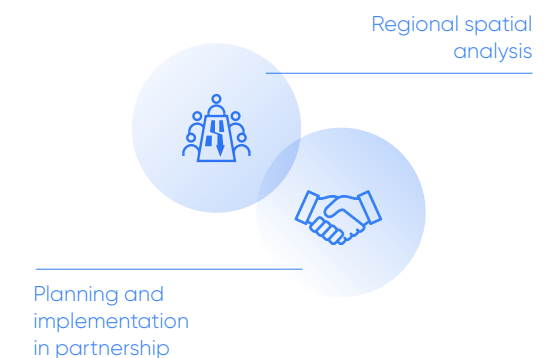 Regional spatial
analysis
Planning and
implementation
in partnership